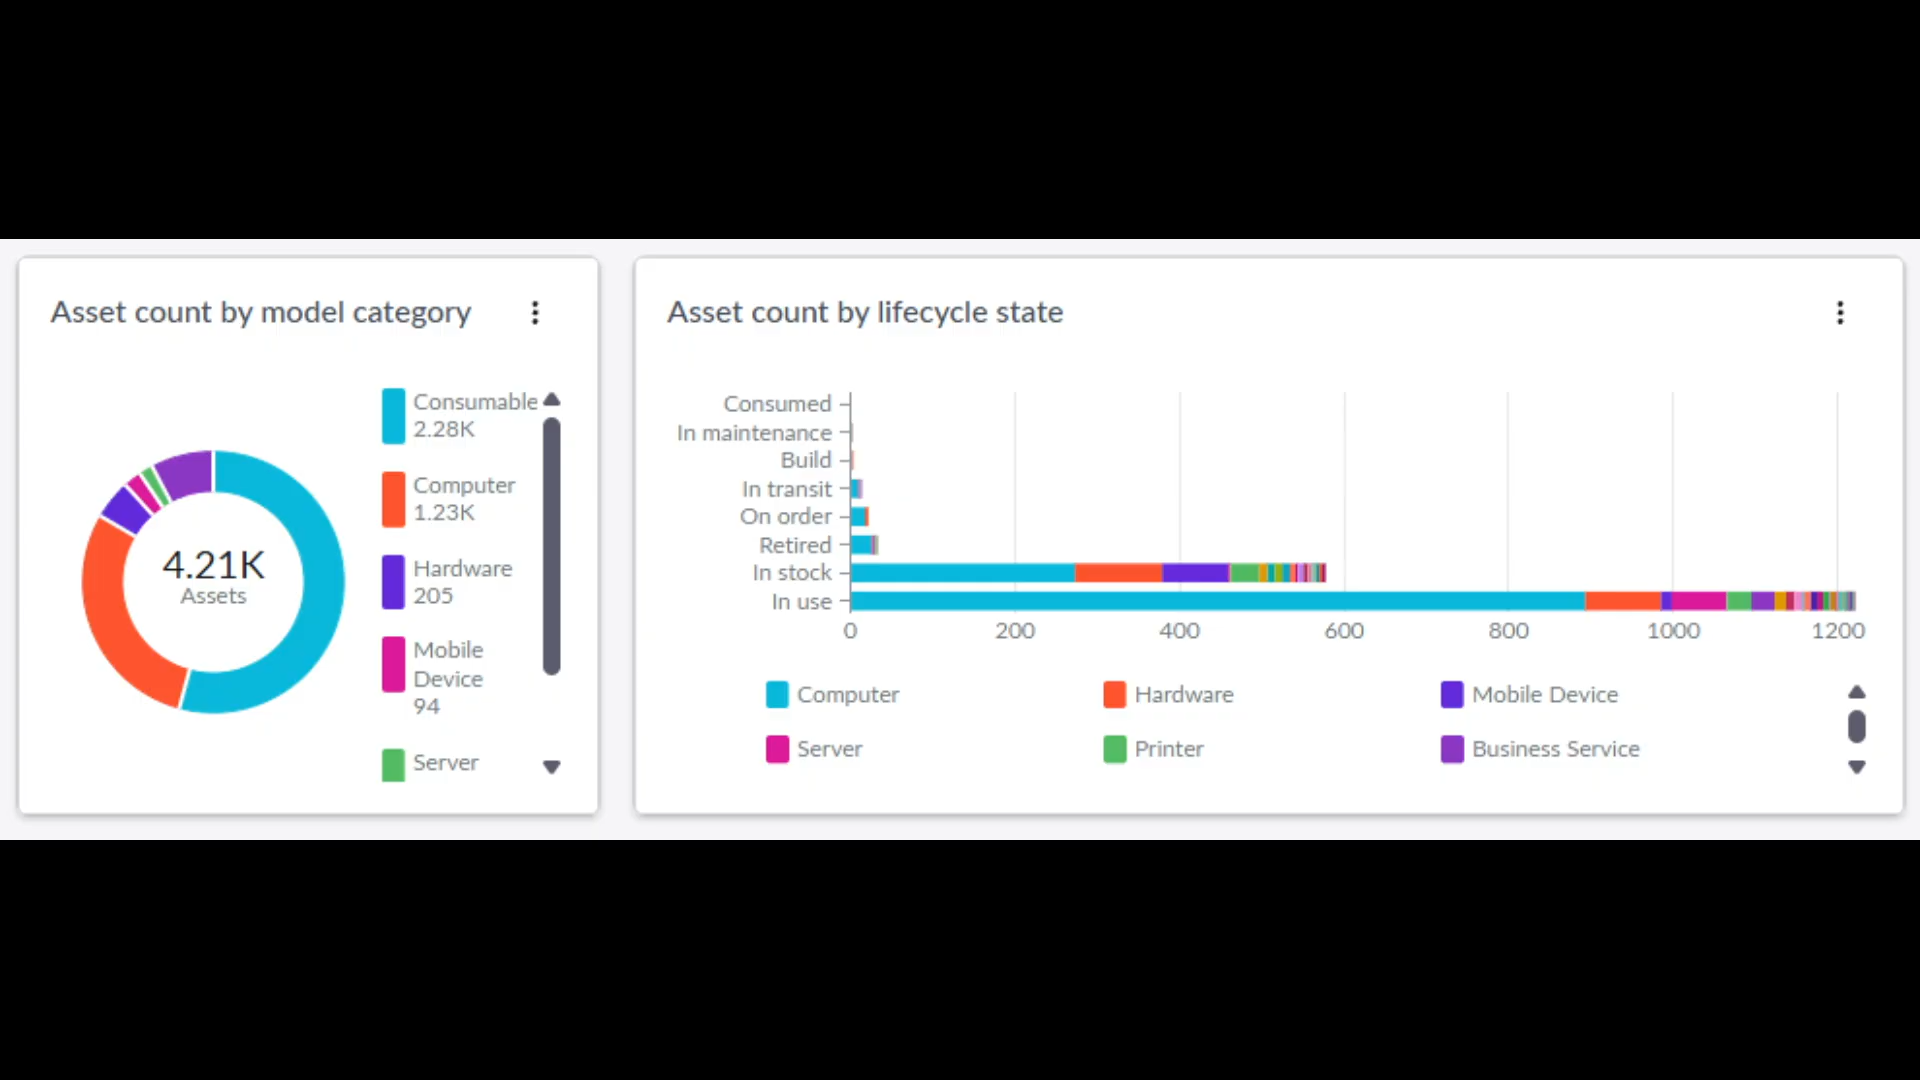 Asset count by model category
4.21K
Assets
Consumable
2.28K
Computer
1.23K
Hardware
205
Mobile
Device
94
Server
Asset count by lifecycle state
Consumed
In maintenance
Build
In transit
On order
Retired
In stock
In use
0 200 400 600 800 1000 1200
Computer Hardware Mobile Device
Server Printer Business Service